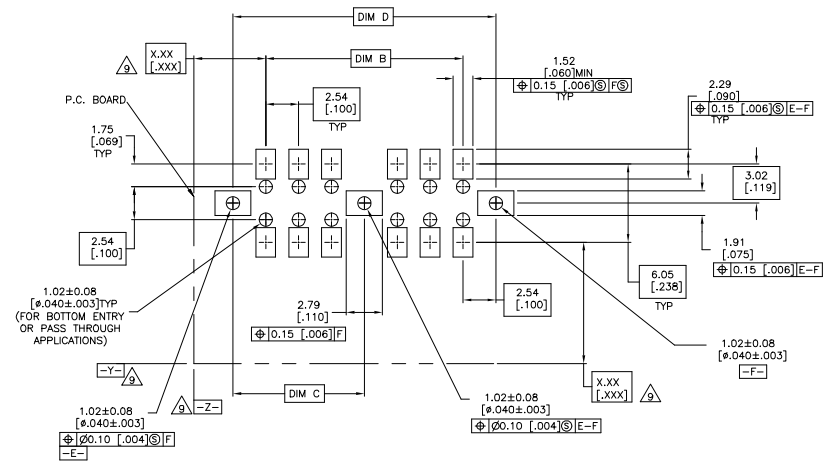 DIM D
X.XX
[.XXX]
9
DIM B
1.52
[.060]MIN
⌖ 0.15 [.006]Ⓢ FⓈ
TYP
2.29
[.090]
⌖ 0.15 [.006]Ⓢ E-F
TYP
P.C. BOARD
2.54
[.100]
TYP
1.75
[.069]
TYP
3.02
[.119]
2.54
[.100]
1.91
[.075]
⌖ 0.15 [.006] E-F
6.05
[.238]
TYP
1.02±0.08
[ø.040±.003]TYP
(FOR BOTTOM ENTRY
OR PASS THROUGH
APPLICATIONS)
2.79
[.110]
⌖ 0.15 [.006] F
2.54
[.100]
1.02±0.08
[ø.040±.003]
-F-
-Y-
9
9
-Z-
DIM C
X.XX
[.XXX]
9
1.02±0.08
[ø.040±.003]
⌖ Ø0.10 [.004]Ⓢ F
-E-
1.02±0.08
[ø.040±.003]
⌖ Ø0.10 [.004]Ⓢ E-F